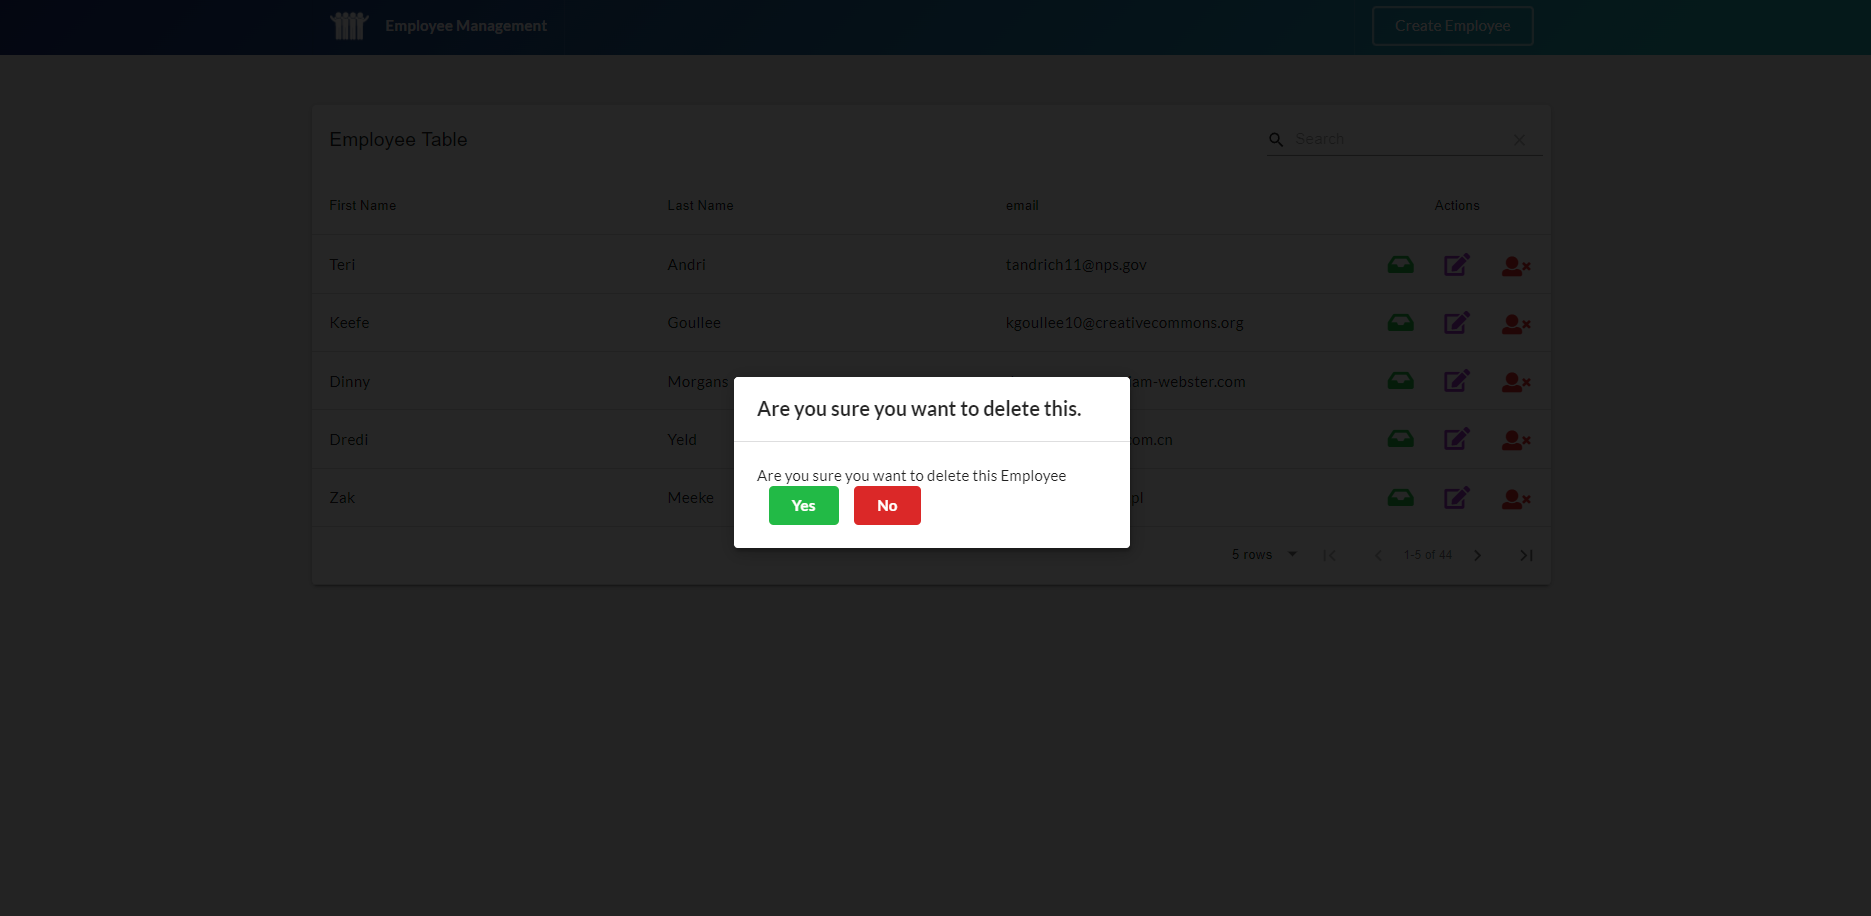 Employee Management
Create Employee
Employee Table
Search
First Name Last Name email Actions
Teri Andri tandrich11@nps.gov
Keefe Goullee kgoullee10@creativecommons.org
Dinny Morgans am-webster.com
Dredi Yeld om.cn
Zak Meeke pl
Are you sure you want to delete this.
Are you sure you want to delete this Employee
Yes No
5 rows 1-5 of 44